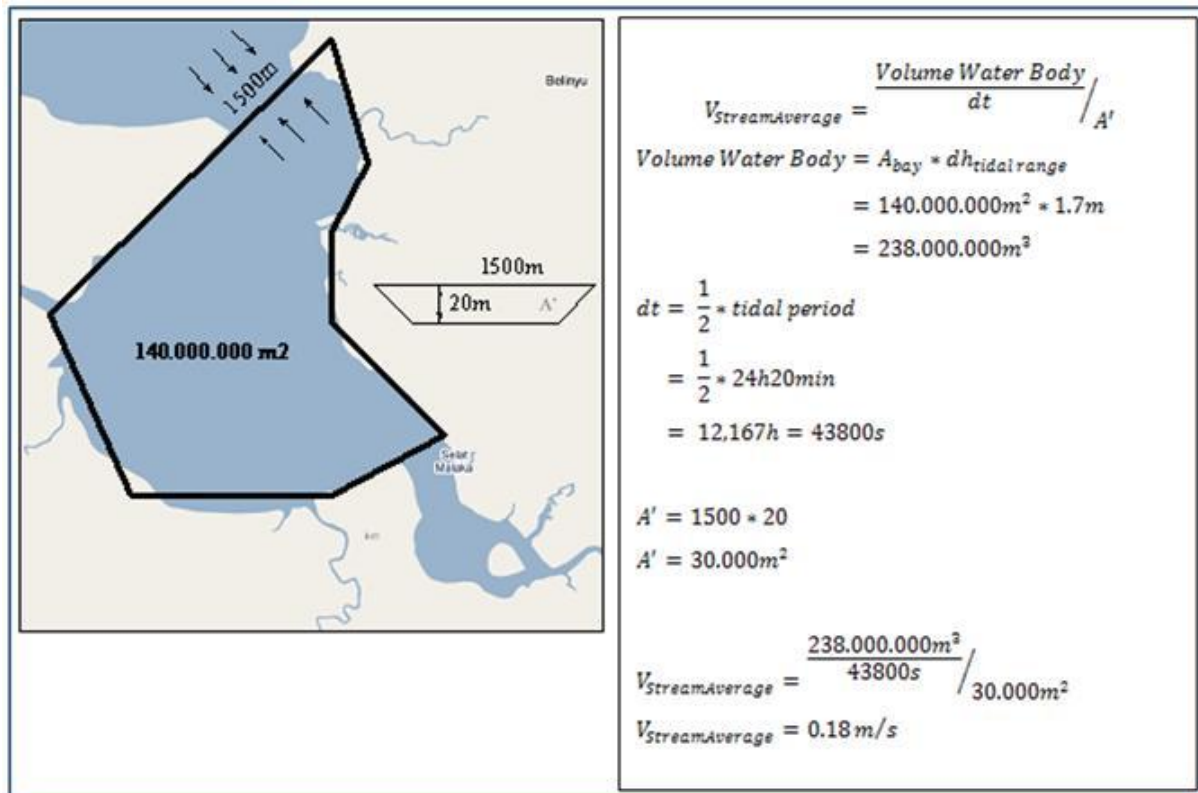 1500m
Belinyu
1500m
20m
A'
140.000.000 m2
Selat
Malaka
V_StreamAverage = Volume Water Body / dt / A'
Volume Water Body = A_bay * dh_tidal range
= 140.000.000m² * 1.7m
= 238.000.000m³
dt = 1/2 * tidal period
= 1/2 * 24h20min
= 12,167h = 43800s
A' = 1500 * 20
A' = 30.000m²
V_StreamAverage = 238.000.000m³ / 43800s / 30.000m²
V_StreamAverage = 0.18 m/s